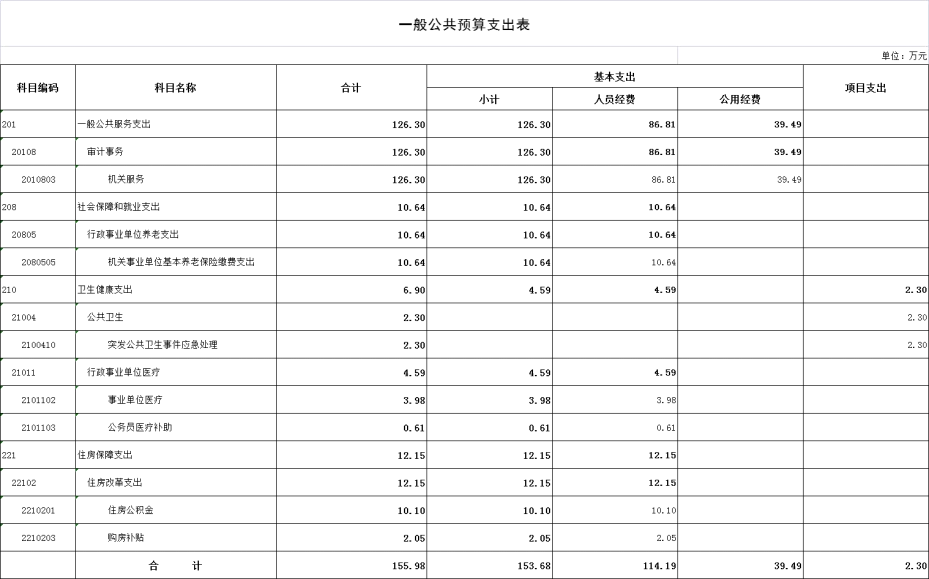 一般公共预算支出表
单位：万元
科目编码 科目名称 合计 基本支出 项目支出
小计 人员经费 公用经费
201 一般公共服务支出 126.30 126.30 86.81 39.49
20108 审计事务 126.30 126.30 86.81 39.49
2010803 机关服务 126.30 126.30 86.81 39.49
208 社会保障和就业支出 10.64 10.64 10.64
20805 行政事业单位养老支出 10.64 10.64 10.64
2080505 机关事业单位基本养老保险缴费支出 10.64 10.64 10.64
210 卫生健康支出 6.90 4.59 4.59 2.30
21004 公共卫生 2.30 2.30
2100410 突发公共卫生事件应急处理 2.30 2.30
21011 行政事业单位医疗 4.59 4.59 4.59
2101102 事业单位医疗 3.98 3.98 3.98
2101103 公务员医疗补助 0.61 0.61 0.61
221 住房保障支出 12.15 12.15 12.15
22102 住房改革支出 12.15 12.15 12.15
2210201 住房公积金 10.10 10.10 10.10
2210203 购房补贴 2.05 2.05 2.05
合 计 155.98 153.68 114.19 39.49 2.30